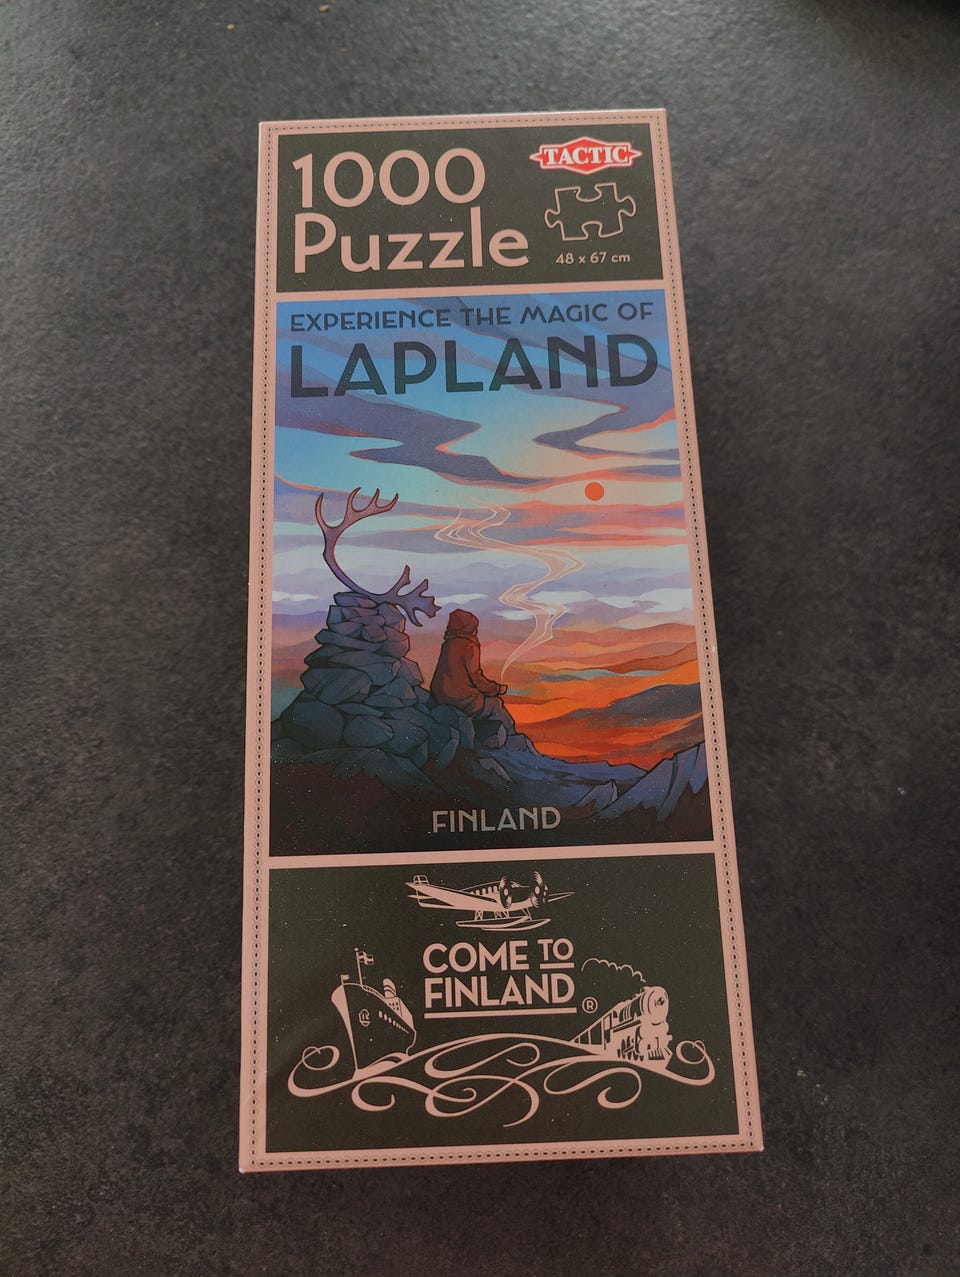 1000
Puzzle
TACTIC
48 x 67 cm
EXPERIENCE THE MAGIC OF
LAPLAND
FINLAND
COME TO
FINLAND®